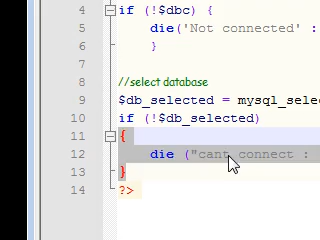 4 if (!$dbc) {
5 die('Not connected' :
6 }
7
8 //select database
9 $db_selected = mysql_selec
10 if (!$db_selected)
11 {
12 die ("cant connect :
13 }
14 ?>